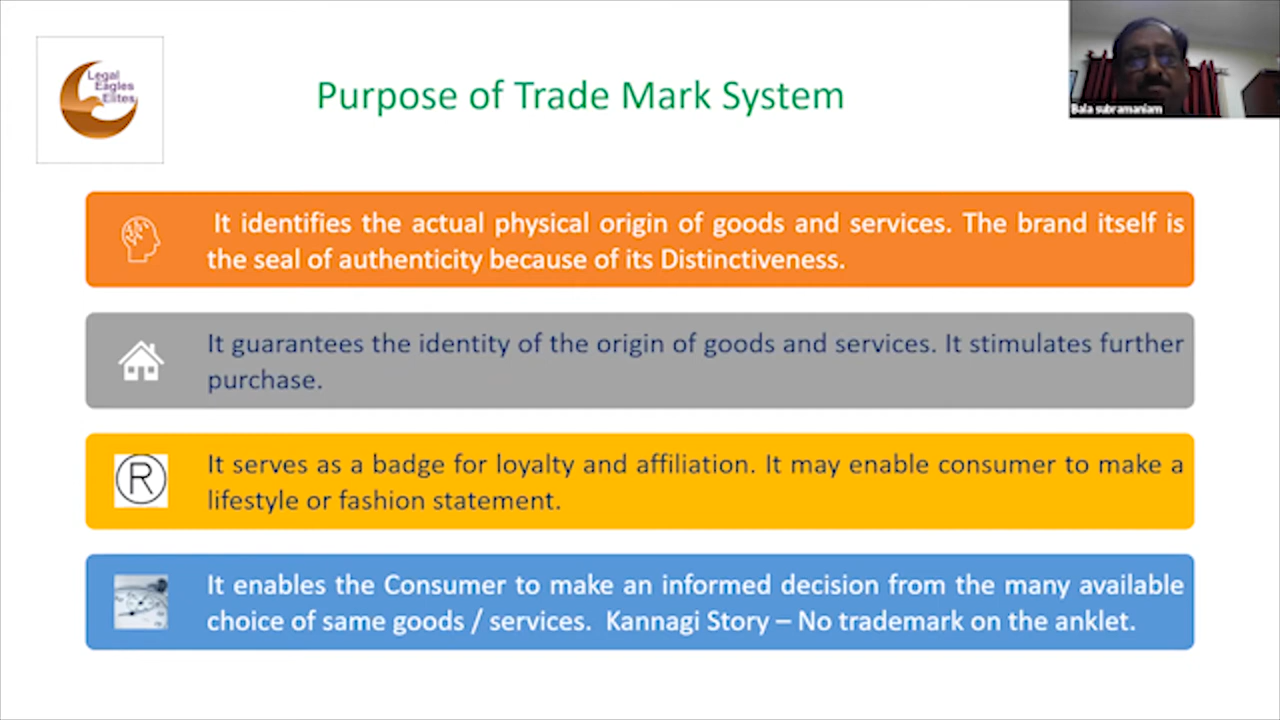 Legal
Eagles
Elites
Purpose of Trade Mark System
Bala subramaniam
It identifies the actual physical origin of goods and services. The brand itself is
the seal of authenticity because of its Distinctiveness.
It guarantees the identity of the origin of goods and services. It stimulates further
purchase.
R
It serves as a badge for loyalty and affiliation. It may enable consumer to make a
lifestyle or fashion statement.
It enables the Consumer to make an informed decision from the many available
choice of same goods / services. Kannagi Story – No trademark on the anklet.